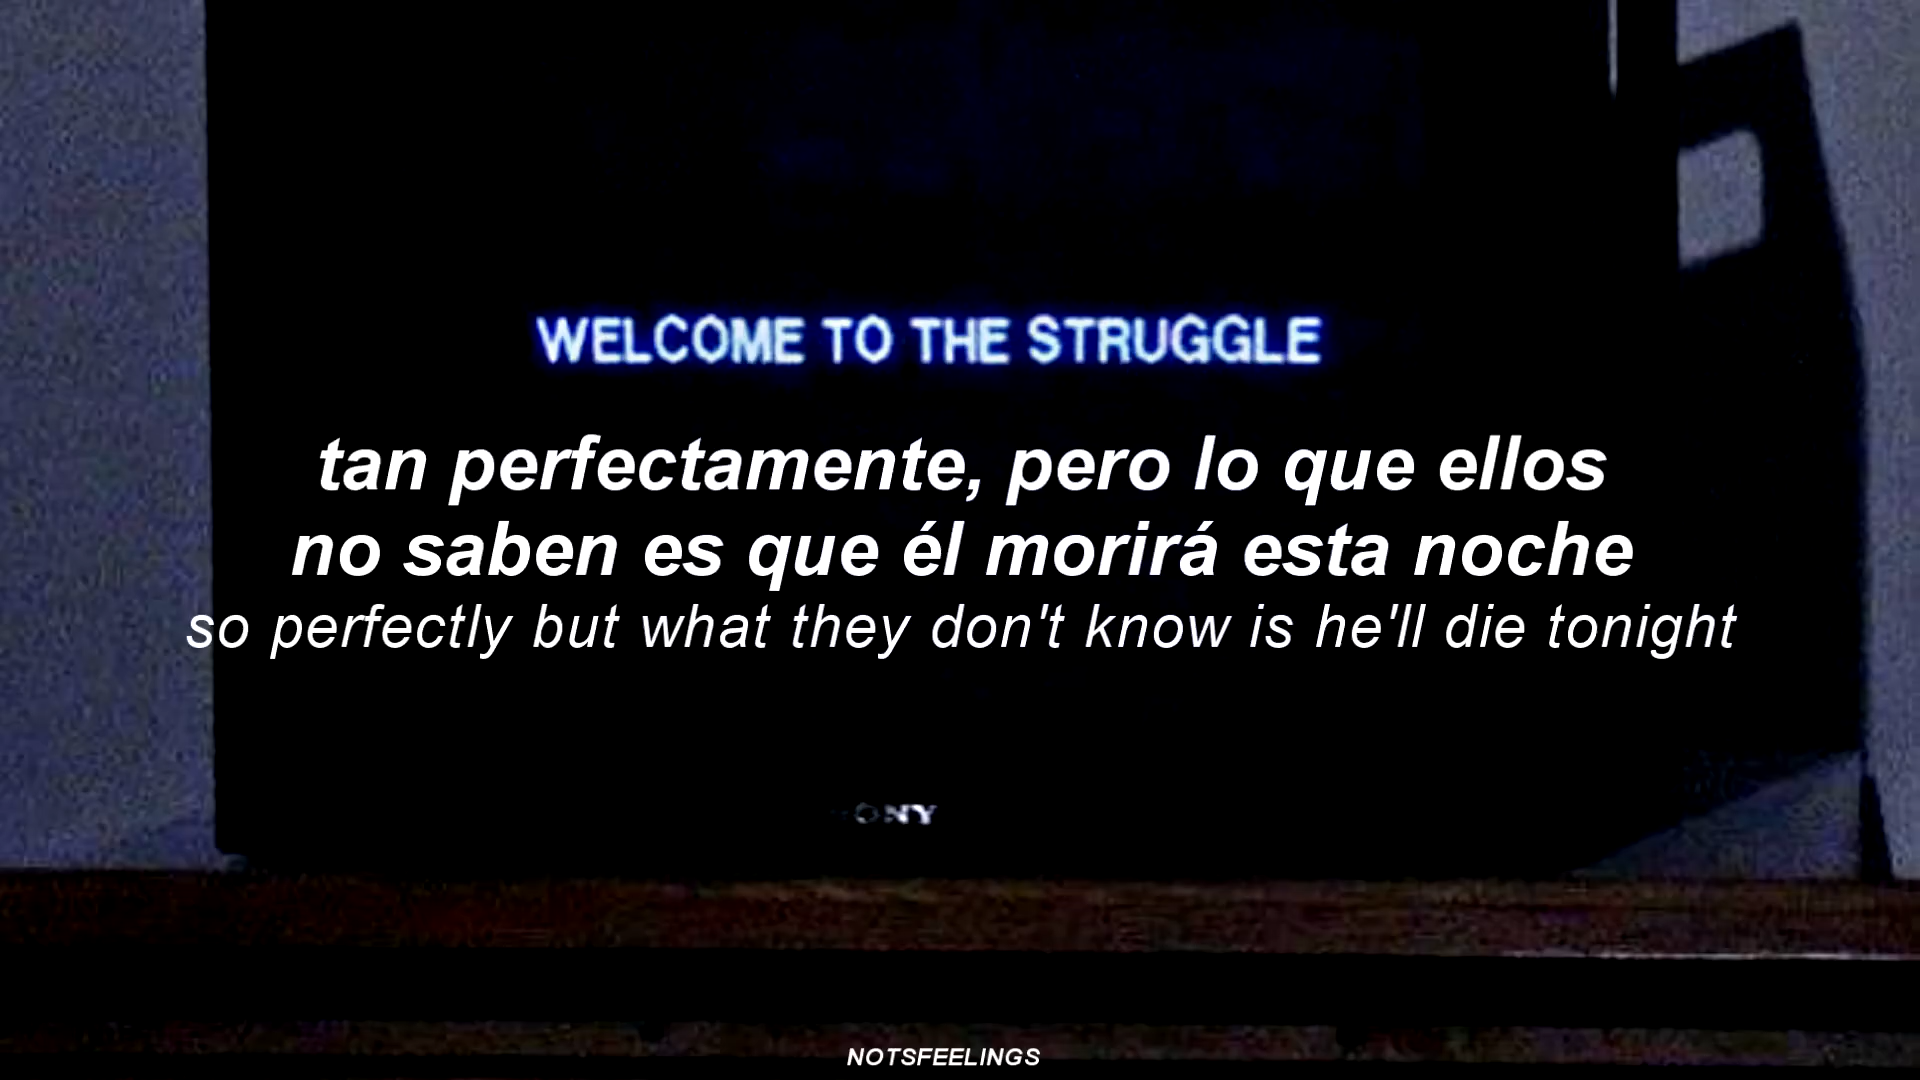 WELCOME TO THE STRUGGLE
tan perfectamente, pero lo que ellos
no saben es que él morirá esta noche
so perfectly but what they don't know is he'll die tonight
ONY
NOTSFEELINGS